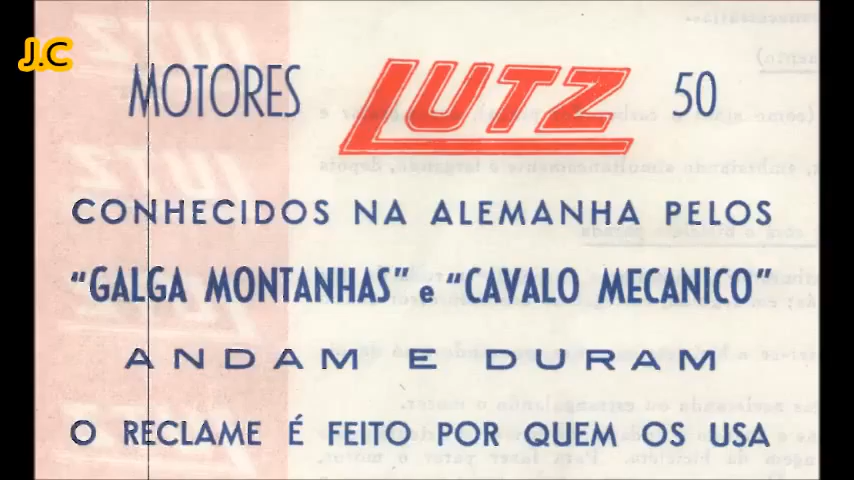 J.C
MOTORES LUTZ 50
CONHECIDOS NA ALEMANHA PELOS
"GALGA MONTANHAS" e "CAVALO MECANICO"
ANDAM E DURAM
O RECLAME É FEITO POR QUEM OS USA